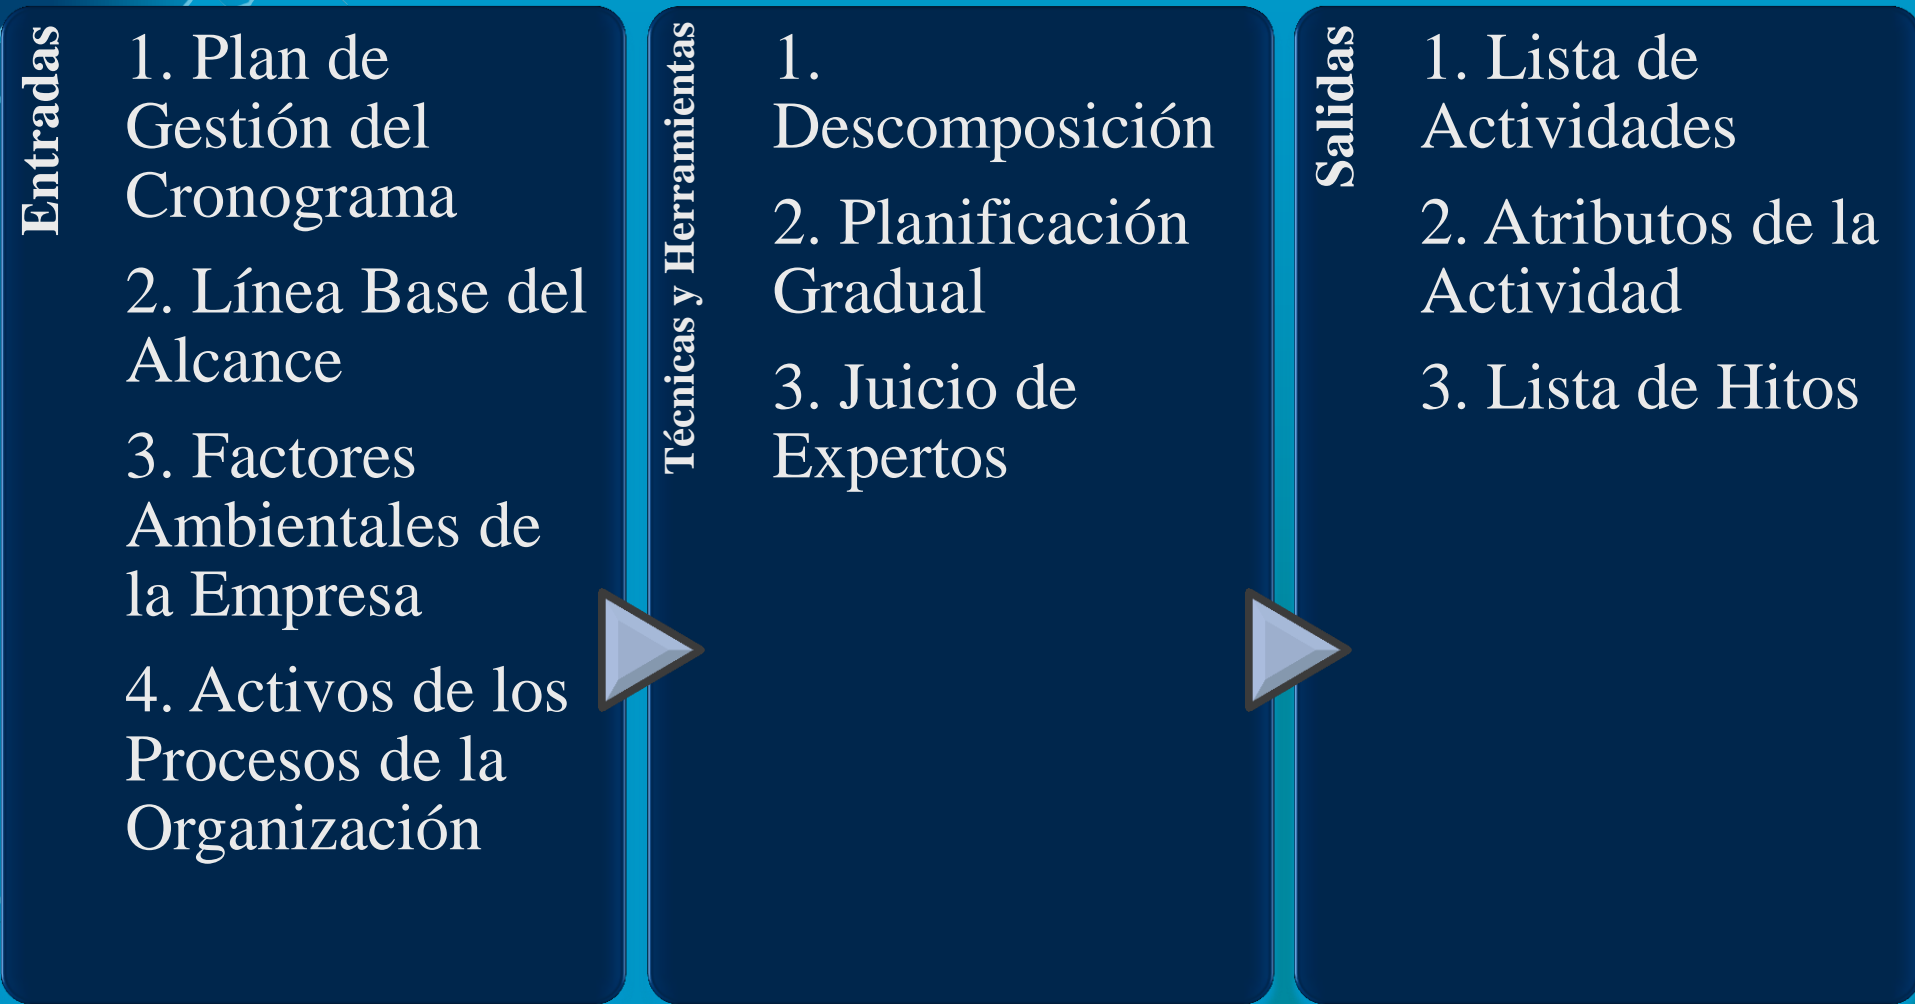 Entradas
1. Plan de
Gestión del
Cronograma
2. Línea Base del
Alcance
3. Factores
Ambientales de
la Empresa
4. Activos de los
Procesos de la
Organización
Técnicas y Herramientas
1.
Descomposición
2. Planificación
Gradual
3. Juicio de
Expertos
Salidas
1. Lista de
Actividades
2. Atributos de la
Actividad
3. Lista de Hitos